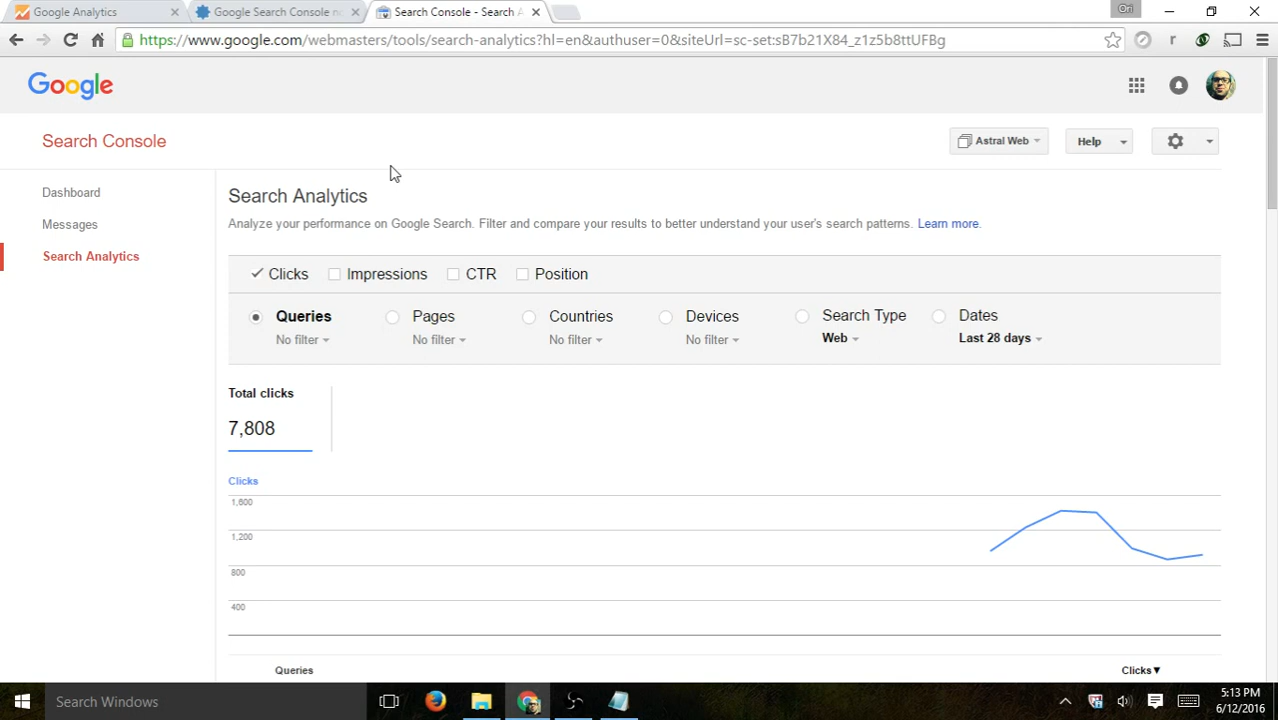 Google Analytics
Google Search Console n
Search Console - Search A
Ori
https://www.google.com/webmasters/tools/search-analytics?hl=en&authuser=0&siteUrl=sc-set:sB7b21X84_z1z5b8ttUFBg
Google
Search Console
Astral Web
Help
Dashboard
Messages
Search Analytics
Search Analytics
Analyze your performance on Google Search. Filter and compare your results to better understand your user's search patterns. Learn more.
Clicks Impressions CTR Position
Queries Pages Countries Devices Search Type Dates
No filter No filter No filter No filter Web Last 28 days
Total clicks
7,808
Clicks
1,600
1,200
800
400
Queries Clicks▼
Search Windows
5:13 PM
6/12/2016